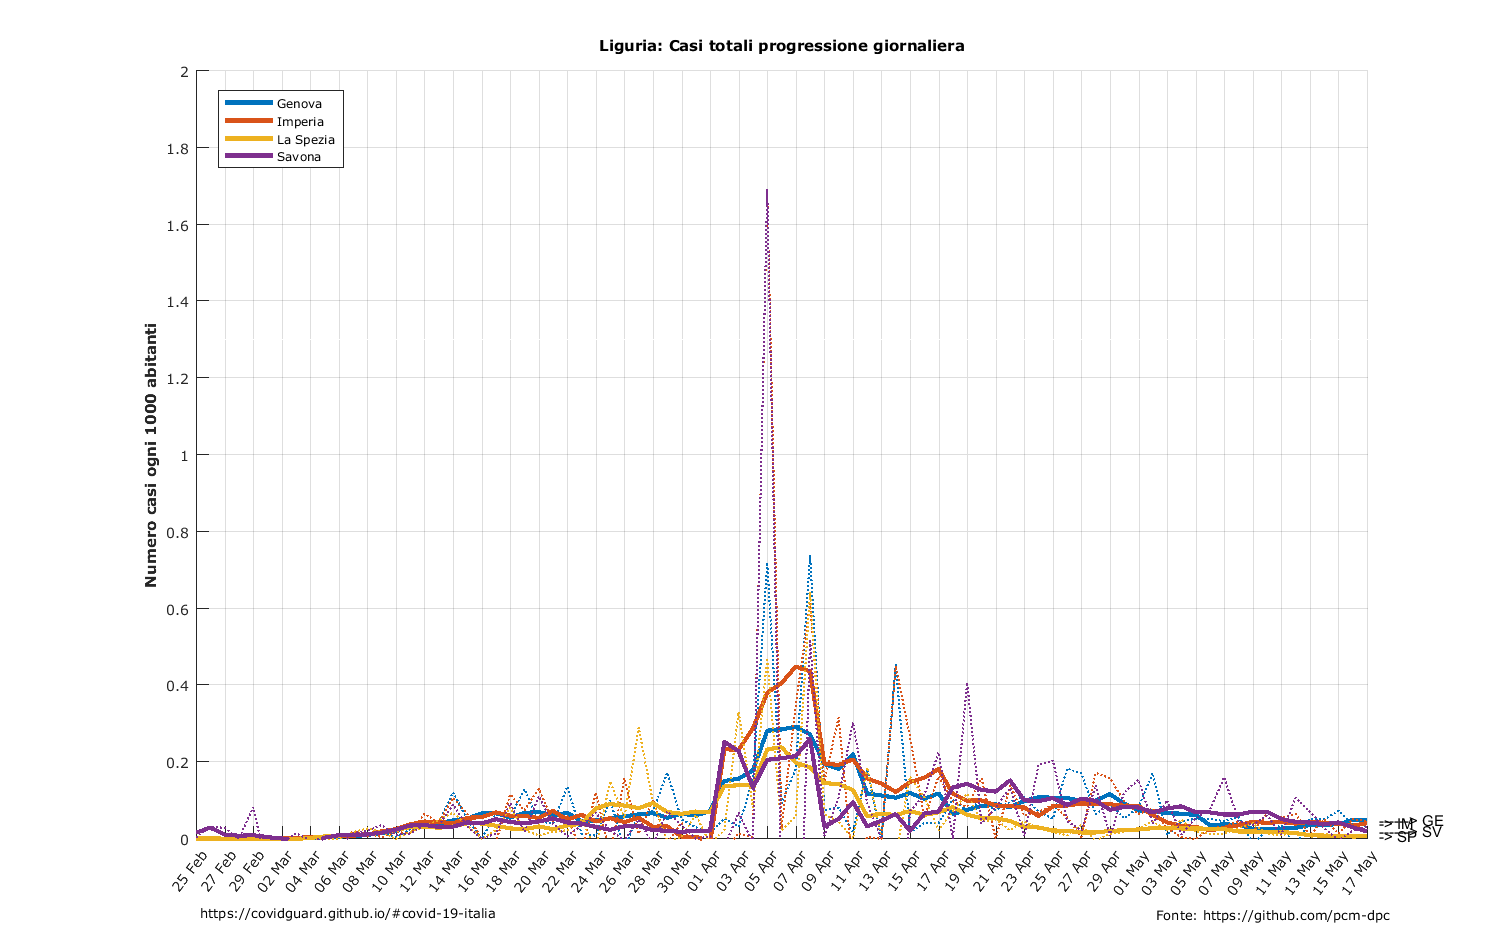 Liguria: Casi totali progressione giornaliera
Numero casi ogni 1000 abitanti
2
1.8
1.6
1.4
1.2
1
0.8
0.6
0.4
0.2
0
Genova
Imperia
La Spezia
Savona
25 Feb
27 Feb
29 Feb
02 Mar
04 Mar
06 Mar
08 Mar
10 Mar
12 Mar
14 Mar
16 Mar
18 Mar
20 Mar
22 Mar
24 Mar
26 Mar
28 Mar
30 Mar
01 Apr
03 Apr
05 Apr
07 Apr
09 Apr
11 Apr
13 Apr
15 Apr
17 Apr
19 Apr
21 Apr
23 Apr
25 Apr
27 Apr
29 Apr
01 May
03 May
05 May
07 May
09 May
11 May
13 May
15 May
17 May
GE
IM
SV
SP
https://covidguard.github.io/#covid-19-italia
Fonte: https://github.com/pcm-dpc